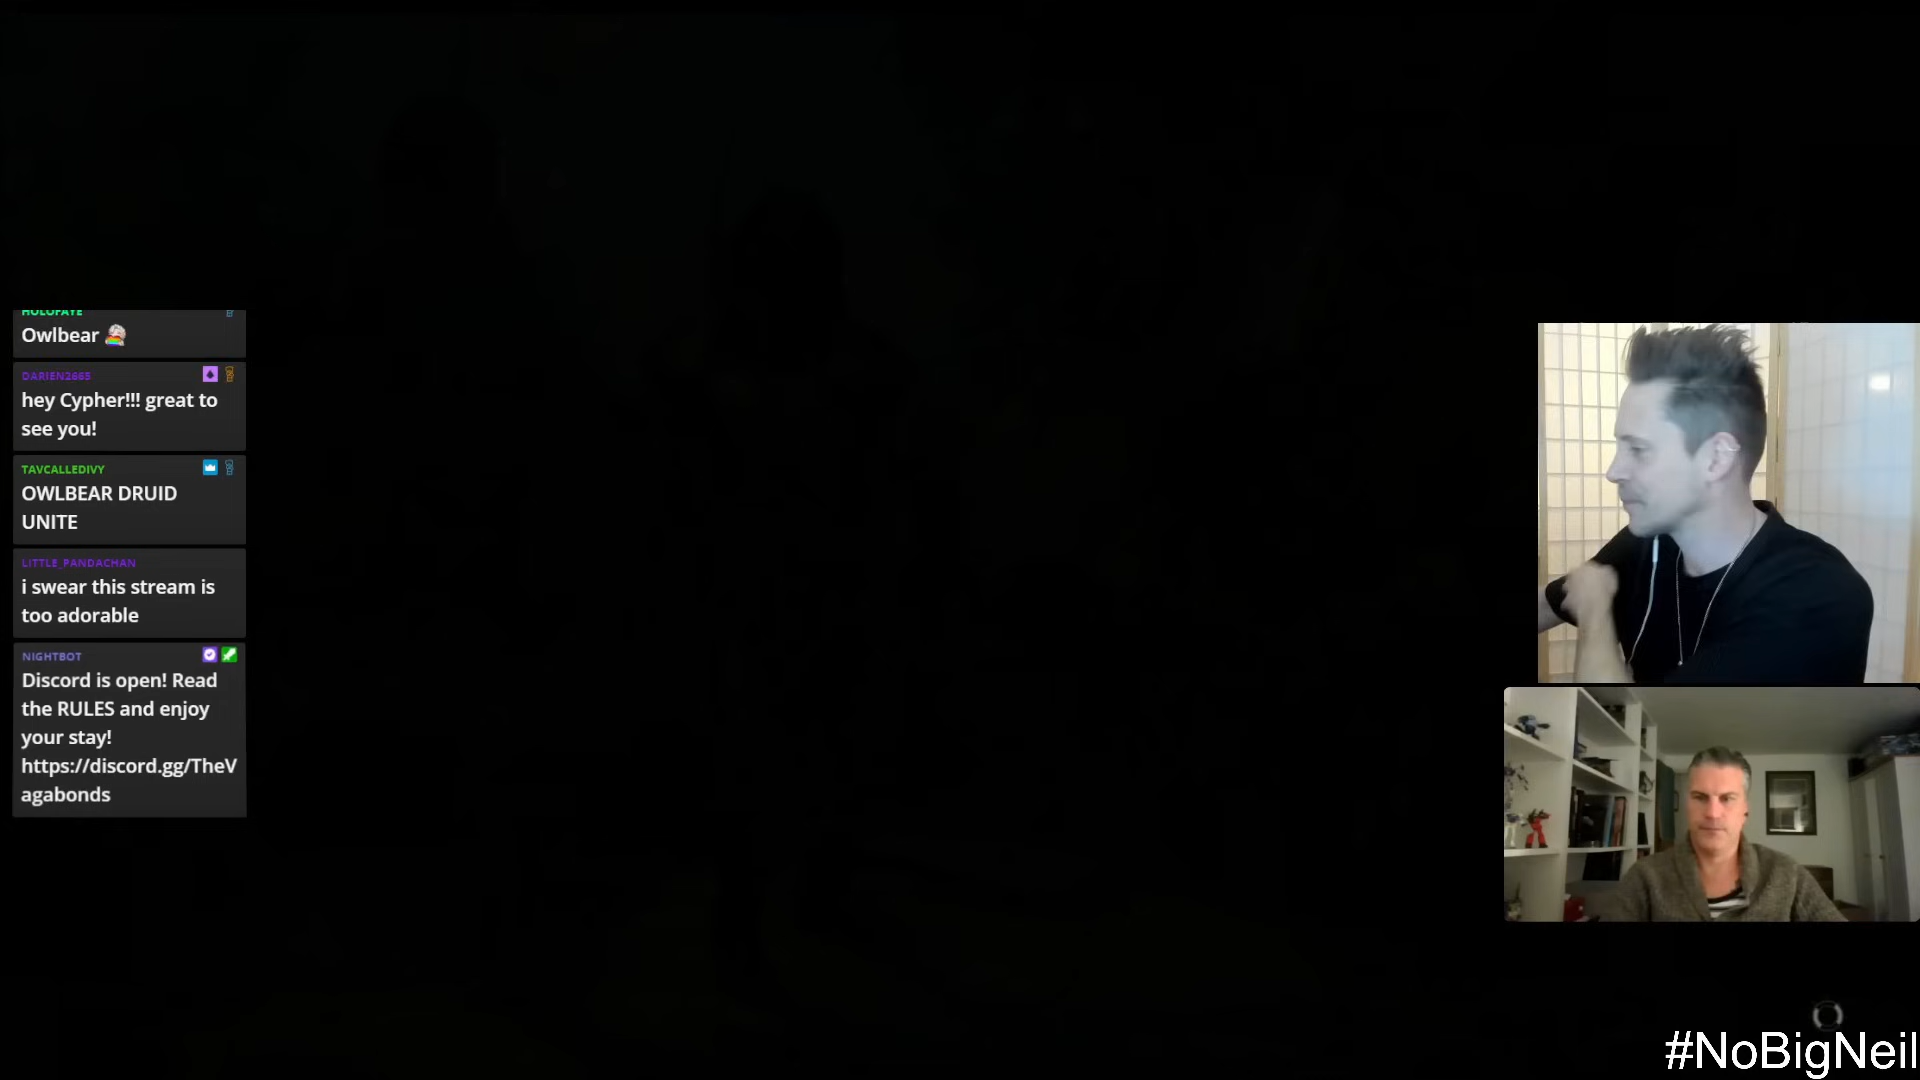 HOLOFAYE
Owlbear
DARIEN2665
hey Cypher!!! great to
see you!
TAVCALLEDIVY
OWLBEAR DRUID
UNITE
LITTLE_PANDACHAN
i swear this stream is
too adorable
NIGHTBOT
Discord is open! Read
the RULES and enjoy
your stay!
https://discord.gg/TheV
agabonds
#NoBigNeil